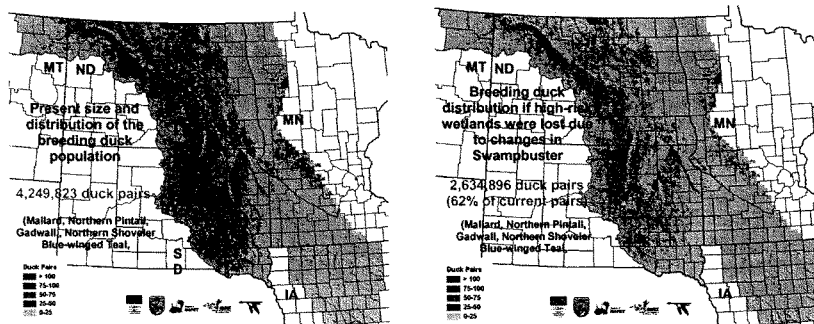 MT ND
Present size and
distribution of the
breeding duck
population
MN
4,249,823 duck pairs
(Mallard, Northern Pintail,
Gadwall, Northern Shoveler
Blue-winged Teal,
S
D
IA
Duck Pairs
> 100
75-100
50-75
25-50
0-25
MT
ND
Breeding duck
distribution if high-risk
wetlands were lost due
to changes in
Swampbuster
MN
2,634,896 duck pairs
(62% of current pairs)
(Mallard, Northern Pintail,
Gadwall, Northern Shoveler
Blue-winged Teal,
IA
Duck Pairs
> 100
75-100
50-75
25-50
0-25